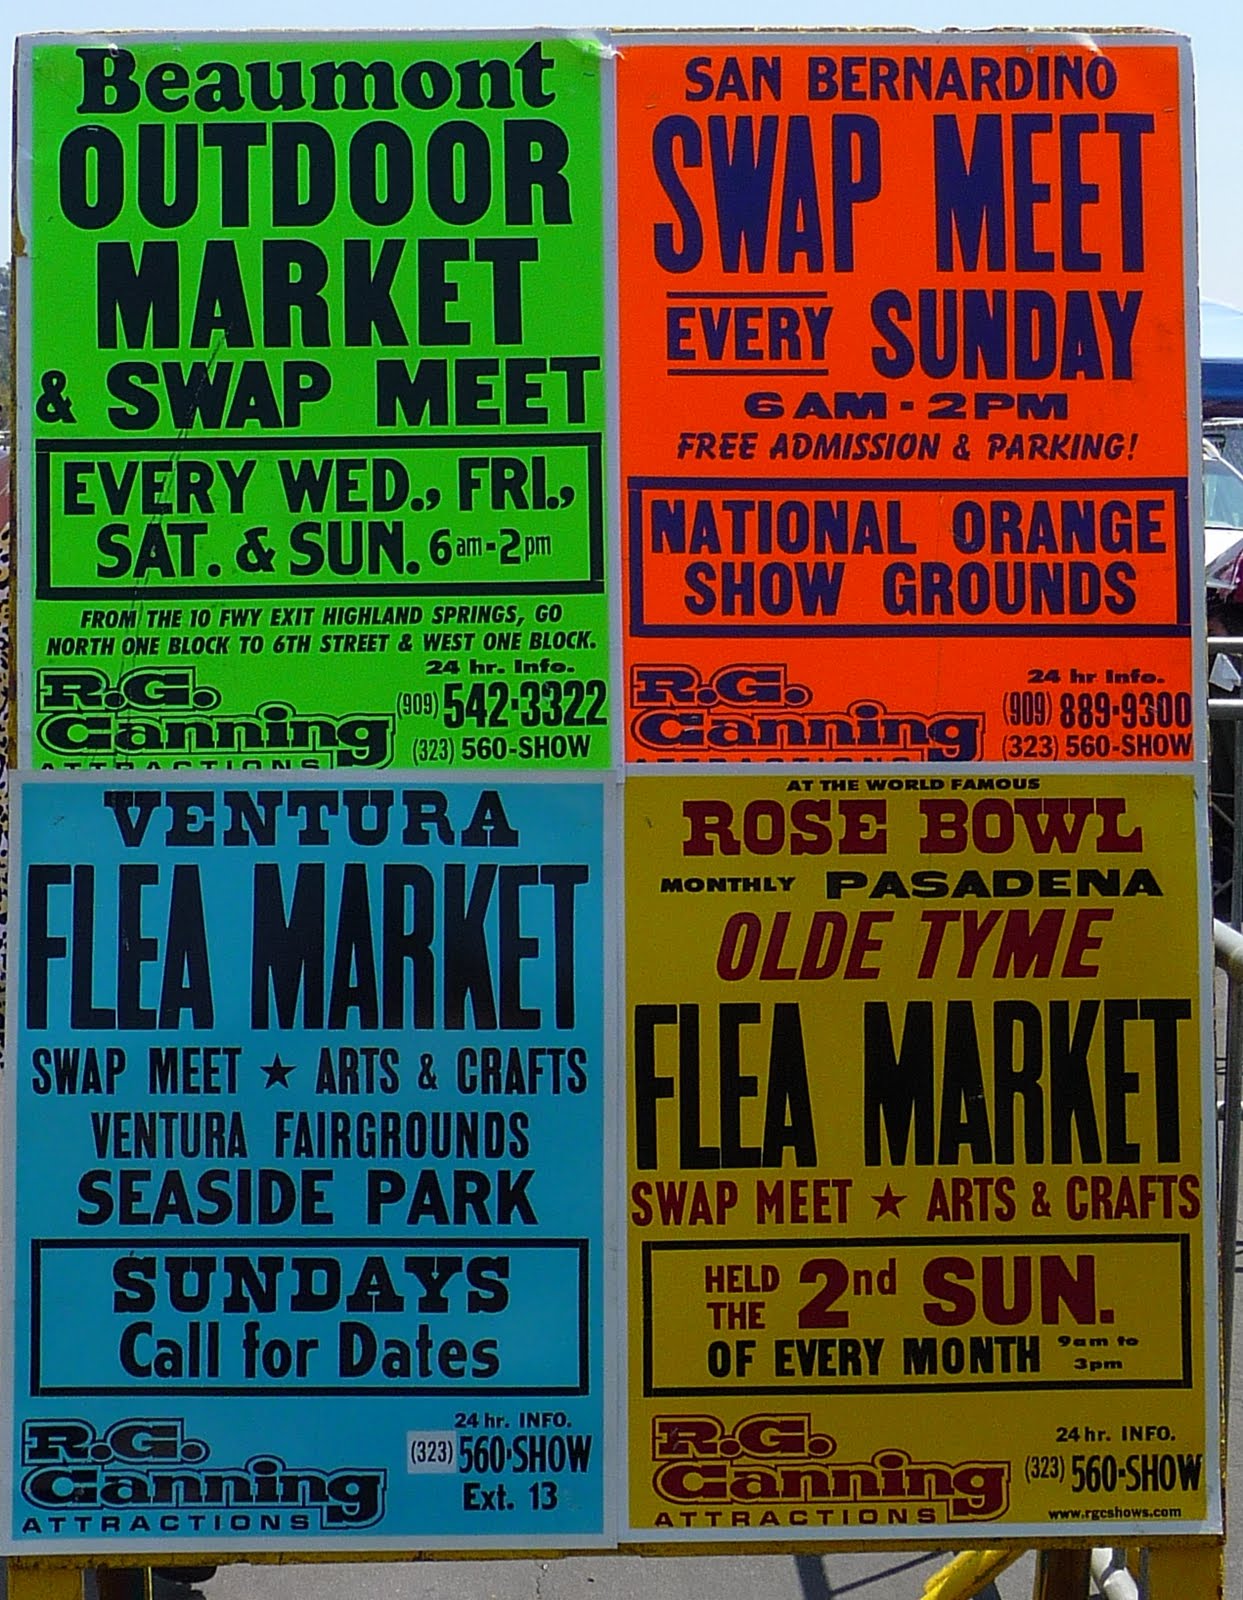 Beaumont
OUTDOOR
MARKET
& SWAP MEET
EVERY WED., FRI.,
SAT. & SUN. 6am-2pm
FROM THE 10 FWY EXIT HIGHLAND SPRINGS, GO
NORTH ONE BLOCK TO 6TH STREET & WEST ONE BLOCK.
R.G.
Canning
ATTRACTIONS
24 hr. Info.
(909) 542-3322
(323) 560-SHOW
SAN BERNARDINO
SWAP MEET
EVERY SUNDAY
6AM-2PM
FREE ADMISSION & PARKING!
NATIONAL ORANGE
SHOW GROUNDS
R.G.
Canning
ATTRACTIONS
24 hr Info.
(909) 889-9300
(323) 560-SHOW
VENTURA
FLEA MARKET
SWAP MEET ★ ARTS & CRAFTS
VENTURA FAIRGROUNDS
SEASIDE PARK
SUNDAYS
Call for Dates
R.G.
Canning
ATTRACTIONS
24 hr. INFO.
(323) 560-SHOW
Ext. 13
AT THE WORLD FAMOUS
ROSE BOWL
MONTHLY PASADENA
OLDE TYME
FLEA MARKET
SWAP MEET ★ ARTS & CRAFTS
HELD THE 2nd SUN.
OF EVERY MONTH 9am to 3pm
R.G.
Canning
ATTRACTIONS
24 hr. INFO.
(323) 560-SHOW
www.rgcshows.com